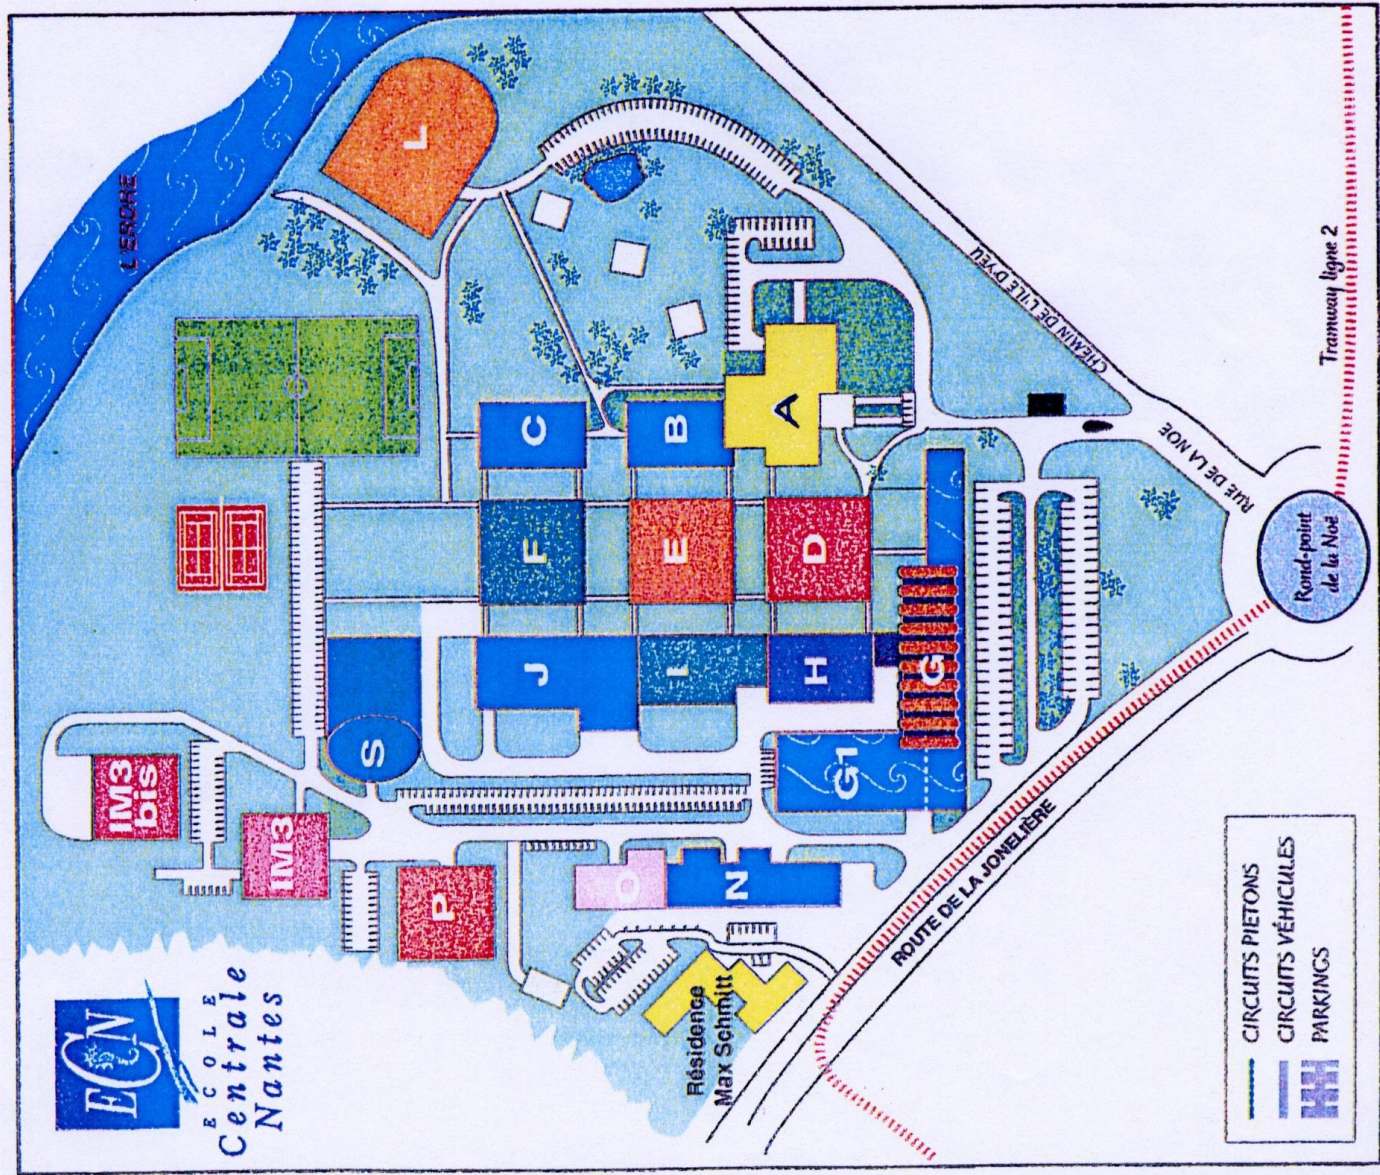 ECN
ECOLE
Centrale
Nantes
L'ERDRE
L
IM3
bis
IM3
S
P
J
F
C
I
E
B
H
D
A
O
N
G1
G
Résidence
Max Schmitt
CHEMIN DE L'ILE D'YEU
RUE DE LA NOE
Rond-point
de la Noë
Tramway ligne 2
ROUTE DE LA JONELIÈRE
CIRCUITS PIETONS
CIRCUITS VÉHICULES
PARKINGS